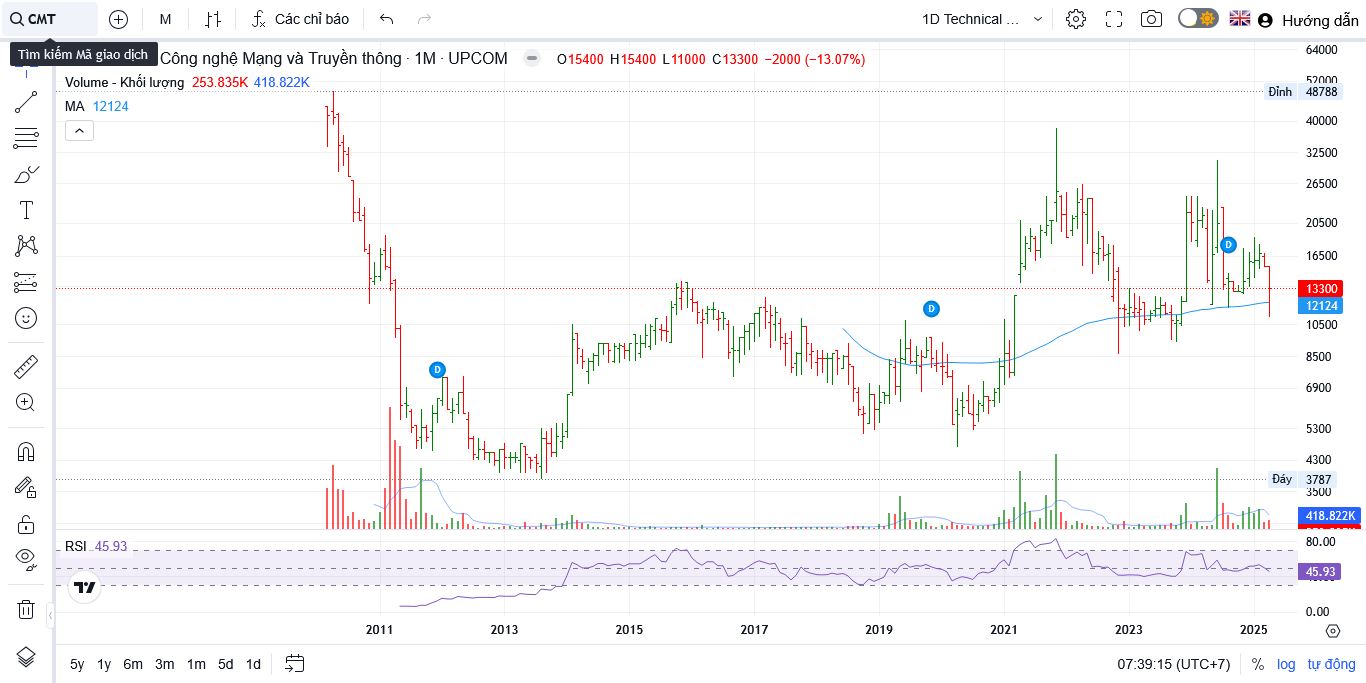 CMT
M
Các chỉ báo
1D Technical ...
Hướng dẫn
Tìm kiếm Mã giao dịch
Công nghệ Mạng và Truyền thông · 1M · UPCOM
O15400 H15400 L11000 C13300 −2000 (−13.07%)
Volume - Khối lượng 253.835K 418.822K
MA 12124
64000
52000
Đỉnh 48788
40000
32500
26500
20500
16500
13300
12124
10500
8500
6900
5300
4300
Đáy 3787
3500
418.822K
D
D
D
RSI 45.93
80.00
45.93
0.00
2011 2013 2015 2017 2019 2021 2023 2025
5y 1y 6m 3m 1m 5d 1d
07:39:15 (UTC+7) % log tự động